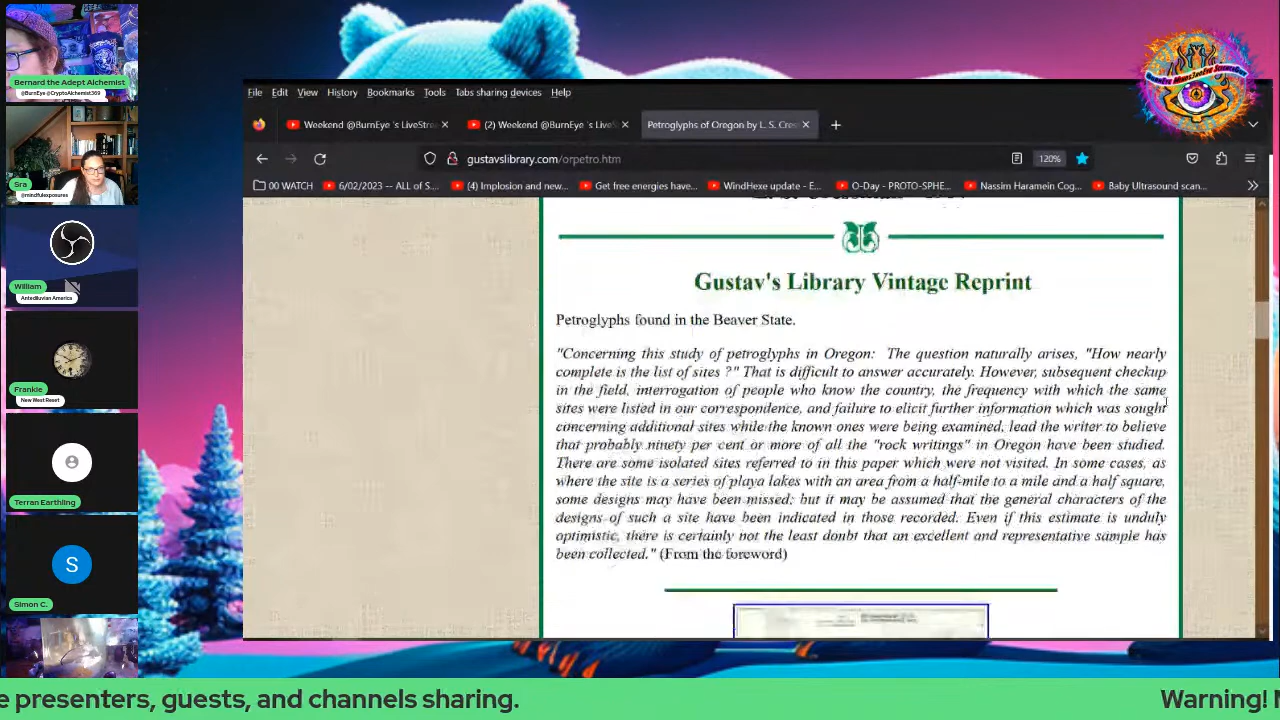 Bernard the Adept Alchemist
@BurnEye @CryptoAlchemist369
Sra
@mindfulexposures
William
Antediluvian America
Frankie
New West Reset
Terran Earthling
S
Simon C.
File Edit View History Bookmarks Tools Tabs sharing devices Help
Weekend @BurnEye 's LiveStre
(2) Weekend @BurnEye 's LiveS
Petroglyphs of Oregon by L. S. Cres
gustavslibrary.com/orpetro.htm
120%
00 WATCH
6/02/2023 -- ALL of S...
(4) Implosion and new...
Get free energies have...
WindHexe update - E...
O-Day - PROTO-SPHE...
Nassim Haramein Cog...
Baby Ultrasound scan...
Gustav's Library Vintage Reprint
Petroglyphs found in the Beaver State.
"Concerning this study of petroglyphs in Oregon: The question naturally arises, "How nearly
complete is the list of sites ?" That is difficult to answer accurately. However, subsequent checkup
in the field, interrogation of people who know the country, the frequency with which the same
sites were listed in our correspondence, and failure to elicit further information which was sought
concerning additional sites while the known ones were being examined, lead the writer to believe
that probably ninety per cent or more of all the "rock writings" in Oregon have been studied.
There are some isolated sites referred to in this paper which were not visited. In some cases, as
where the site is a series of playa lakes with an area from a half-mile to a mile and a half square,
some designs may have been missed; but it may be assumed that the general characters of the
designs of such a site have been indicated in those recorded. Even if this estimate is unduly
optimistic, there is certainly not the least doubt that an excellent and representative sample has
been collected." (From the foreword)
e presenters, guests, and channels sharing.
Warning!